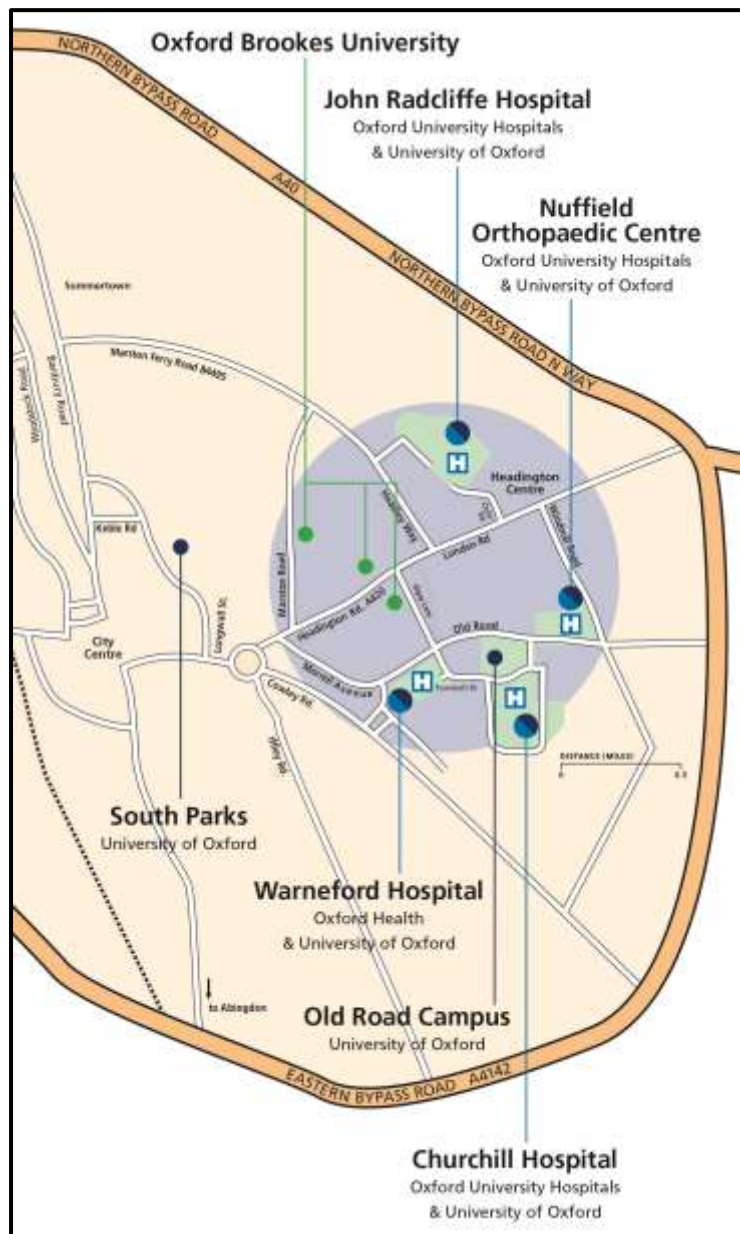 Oxford Brookes University
NORTHERN BYPASS ROAD
John Radcliffe Hospital
Oxford University Hospitals
& University of Oxford
A40
Nuffield
Orthopaedic Centre
Oxford University Hospitals
& University of Oxford
NORTHERN BYPASS ROAD N WAY
Summertown
Marston Ferry Road B4495
Woodstock Road
Banbury Road
H
Headington
Centre
Headley Way
London Rd
Windmill Road
Keble Rd
Marston Road
Headington Rd, A420
Longwall St.
Old Road
H
City
Centre
Morrell Avenue
H
H
Cowley Rd.
Iffley Rd
DISTANCE (MILES)
0
0.5
South Parks
University of Oxford
Warneford Hospital
Oxford Health
& University of Oxford
to Abingdon
Old Road Campus
University of Oxford
EASTERN BYPASS ROAD A4142
Churchill Hospital
Oxford University Hospitals
& University of Oxford